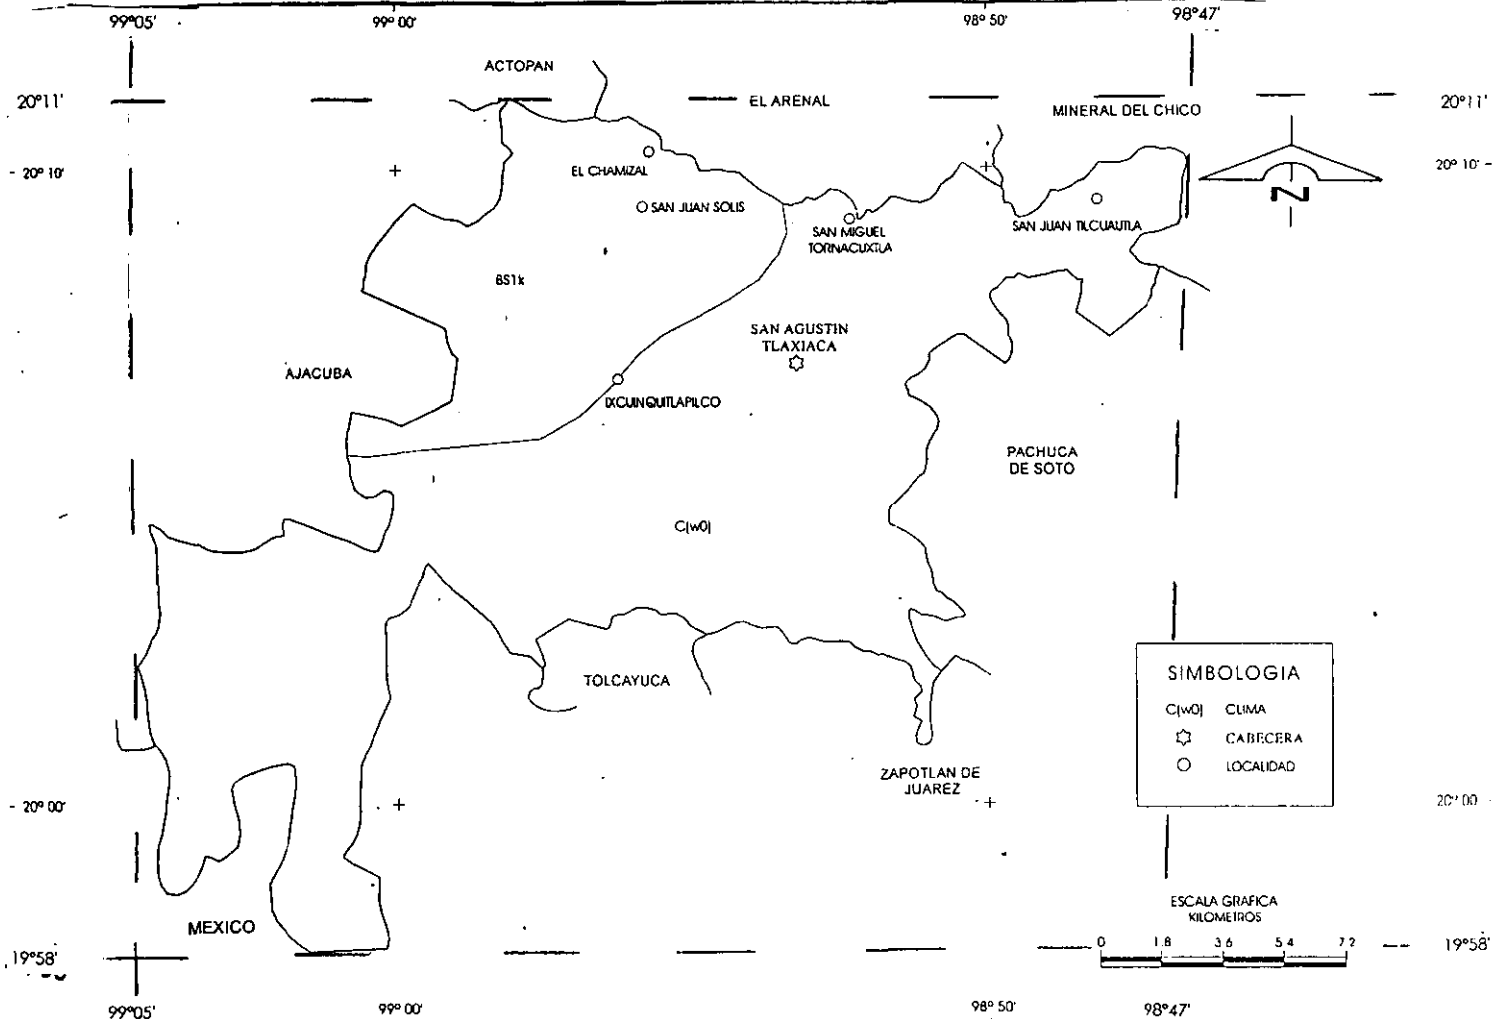 99°05'
99° 00'
98° 50'
98°47'
ACTOPAN
20°11'
EL ARENAL
MINERAL DEL CHICO
20°11'
20° 10'
20° 10'
EL CHAMIZAL
SAN JUAN SOLIS
SAN MIGUEL
TORNACUXTLA
SAN JUAN TILCUAUTLA
N
BS1k
SAN AGUSTIN
TLAXIACA
AJACUBA
IXCUINQUITLAPILCO
PACHUCA
DE SOTO
C(w0)
TOLCAYUCA
SIMBOLOGIA
C(w0) CLIMA
CABECERA
LOCALIDAD
ZAPOTLAN DE
JUAREZ
20° 00'
20° 00
ESCALA GRAFICA
KILOMETROS
0 1.8 3.6 5.4 7.2
MEXICO
19°58'
19°58'
99°05'
99° 00'
98° 50'
98°47'